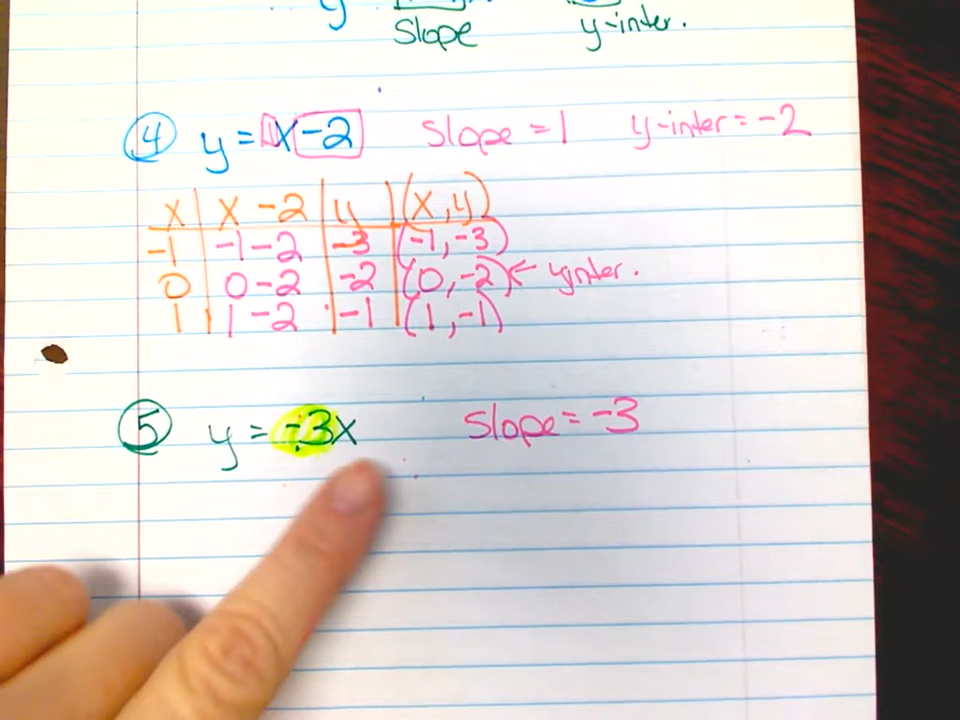 y
Slope y-inter.
④ y = 1x - 2 Slope = 1 y-inter = -2
x x - 2 y (x, y)
-1 -1 - 2 -3 (-1, -3)
0 0 - 2 -2 (0, -2) ← y inter.
1 1 - 2 -1 (1, -1)
⑤ y = -3x slope = -3